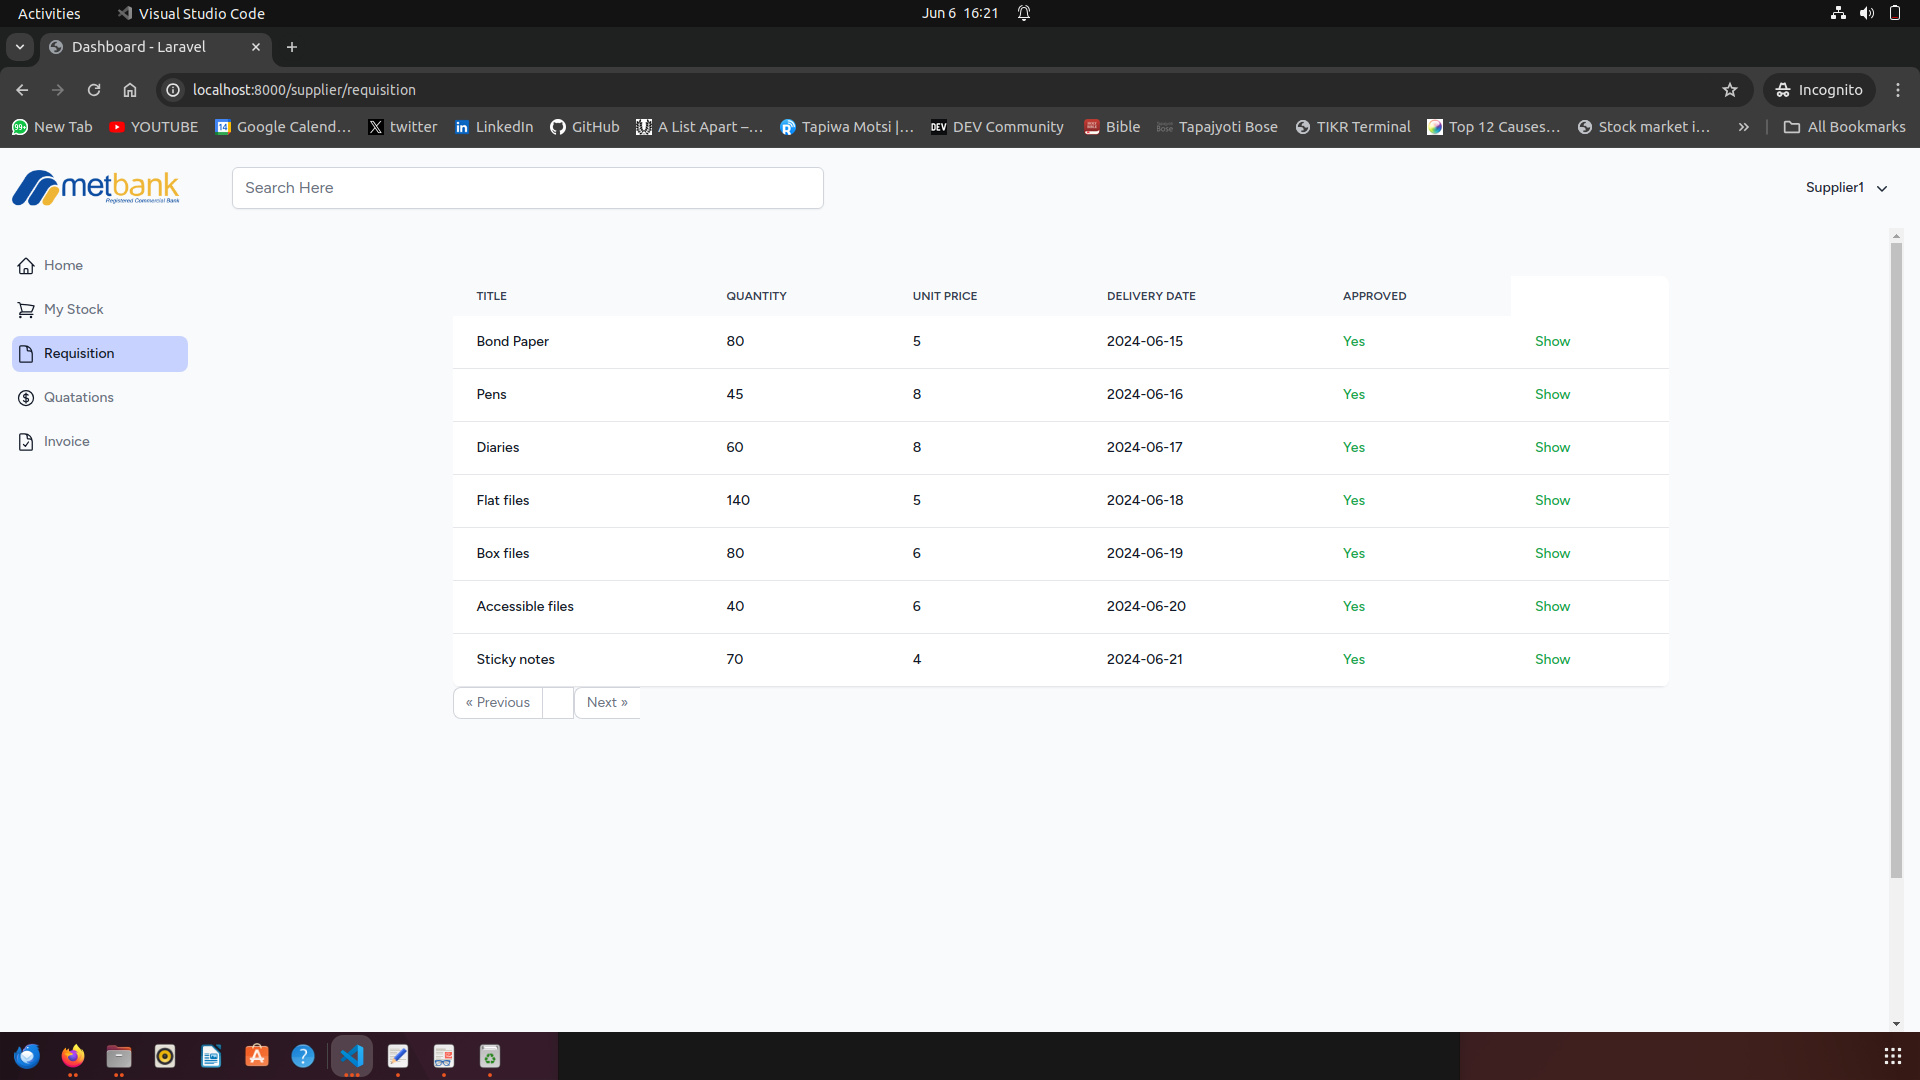 Activities Visual Studio Code Jun 6 16:21
Dashboard - Laravel
localhost:8000/supplier/requisition Incognito
99+ New Tab YOUTUBE 14 Google Calend... twitter LinkedIn GitHub A List Apart –... Tapiwa Motsi |... DEV DEV Community Bible Bose Tapajyoti Bose TIKR Terminal Top 12 Causes... Stock market i... » All Bookmarks
metbank Search Here Supplier1
Registered Commercial Bank
Home
My Stock
Requisition
Quatations
Invoice
TITLE QUANTITY UNIT PRICE DELIVERY DATE APPROVED
Bond Paper 80 5 2024-06-15 Yes Show
Pens 45 8 2024-06-16 Yes Show
Diaries 60 8 2024-06-17 Yes Show
Flat files 140 5 2024-06-18 Yes Show
Box files 80 6 2024-06-19 Yes Show
Accessible files 40 6 2024-06-20 Yes Show
Sticky notes 70 4 2024-06-21 Yes Show
« Previous Next »